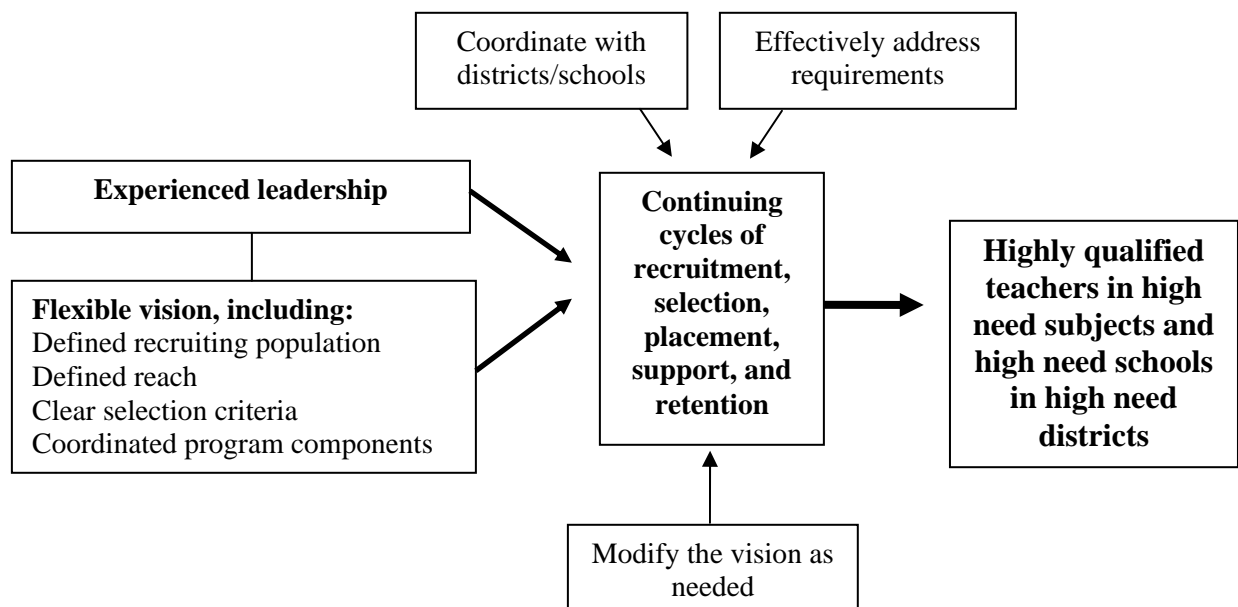 Coordinate with
districts/schools
Effectively address
requirements
Experienced leadership
Flexible vision, including:
Defined recruiting population
Defined reach
Clear selection criteria
Coordinated program components
Continuing
cycles of
recruitment,
selection,
placement,
support, and
retention
Highly qualified
teachers in high
need subjects and
high need schools
in high need
districts
Modify the vision as
needed